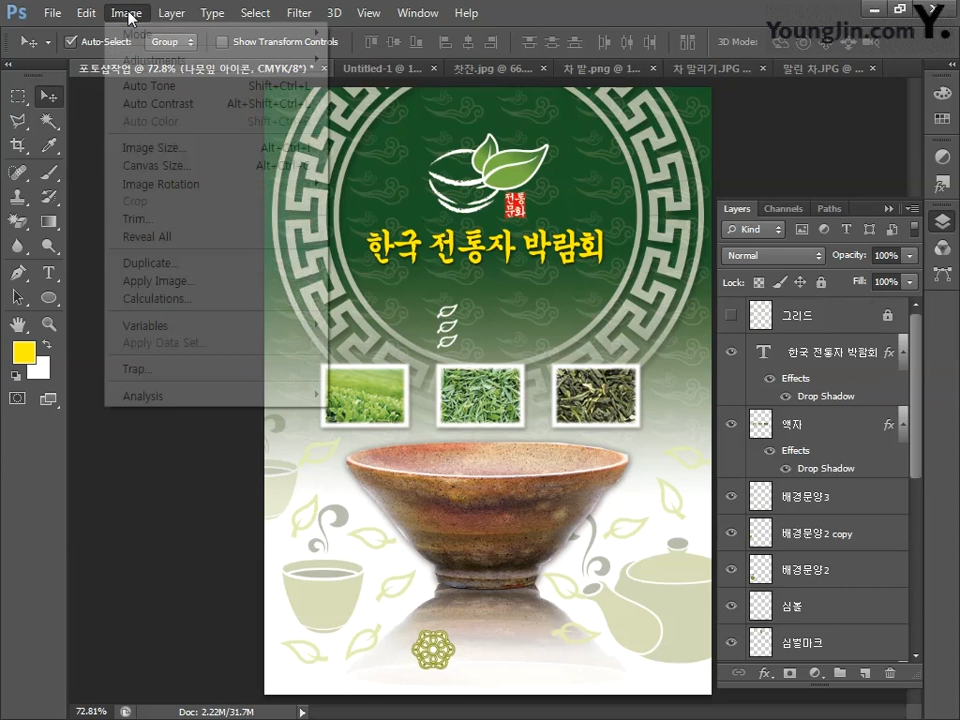 Ps File Edit Image Layer Type Select Filter 3D View Window Help
YoungJin.com Y.
Auto-Select: Group Show Transform Controls 3D Mode:
포토샵작업 @ 72.8% (나뭇잎 아이콘, CMYK/8*) * × Untitled-1 @ 1... × 찻잔.jpg @ 66.... × 차 밭.png @ 1... × 차 말리기.JPG ... × 말린 차.JPG @ ... ×
Mode
Adjustments
Auto Tone Shift+Ctrl+L
Auto Contrast Alt+Shift+Ctrl+L
Auto Color Shift+Ctrl+B
Image Size... Alt+Ctrl+I
Canvas Size... Alt+Ctrl+C
Image Rotation
Crop
Trim...
Reveal All
Duplicate...
Apply Image...
Calculations...
Variables
Apply Data Set...
Trap...
Analysis
전통
문화
한국 전통자 박람회
Layers Channels Paths
Kind
Normal Opacity: 100%
Lock: Fill: 100%
그리드
T 한국 전통자 박람회 fx
Effects
Drop Shadow
액자 fx
Effects
Drop Shadow
배경문양3
배경문양2 copy
배경문양2
심볼
심벌마크
72.81% Doc: 2.22M/31.7M